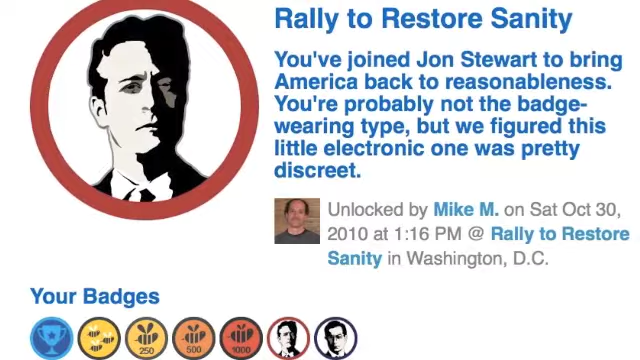 Rally to Restore Sanity
You've joined Jon Stewart to bring
America back to reasonableness.
You're probably not the badge-
wearing type, but we figured this
little electronic one was pretty
discreet.
Unlocked by Mike M. on Sat Oct 30,
2010 at 1:16 PM @ Rally to Restore
Sanity in Washington, D.C.
Your Badges
250
500
1000